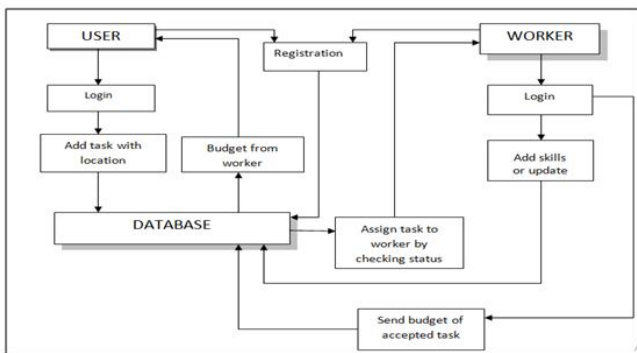 USER
WORKER
Registration
Login
Login
Add task with
location
Budget from
worker
Add skills
or update
DATABASE
Assign task to
worker by
checking status
Send budget of
accepted task